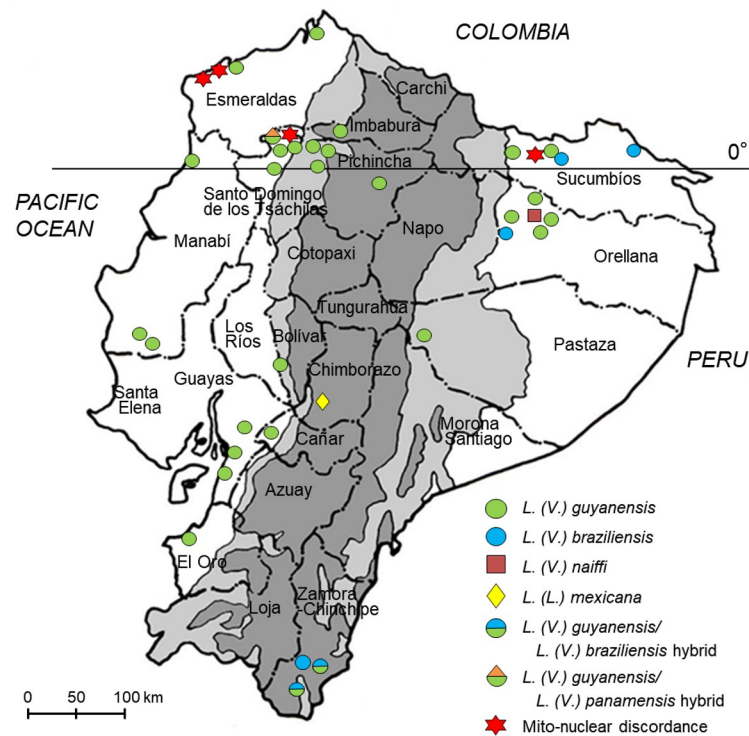 COLOMBIA
Carchi
Esmeraldas
Imbabura
0°
Pichincha
Sucumbíos
PACIFIC
OCEAN
Santo Domingo
de los Tsáchilas
Napo
Manabí
Cotopaxi
Orellana
Tungurahua
Los
Ríos
Bolívar
Pastaza
Chimborazo
PERU
Guayas
Santa
Elena
Morona
Santiago
Cañar
Azuay
El Oro
Loja
Zamora
-Chinchipe
L. (V.) guyanensis
L. (V.) braziliensis
L. (V.) naiffi
L. (L.) mexicana
L. (V.) guyanensis/
L. (V.) braziliensis hybrid
L. (V.) guyanensis/
L. (V.) panamensis hybrid
Mito-nuclear discordance
0 50 100 km